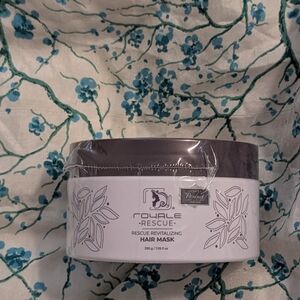 ROYALE
-RESCUE-
RESCUE REVITALIZING
HAIR MASK